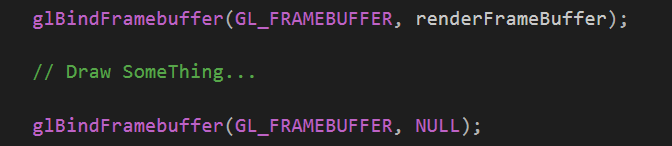 glBindFramebuffer(GL_FRAMEBUFFER, renderFrameBuffer);
// Draw SomeThing...
glBindFramebuffer(GL_FRAMEBUFFER, NULL);